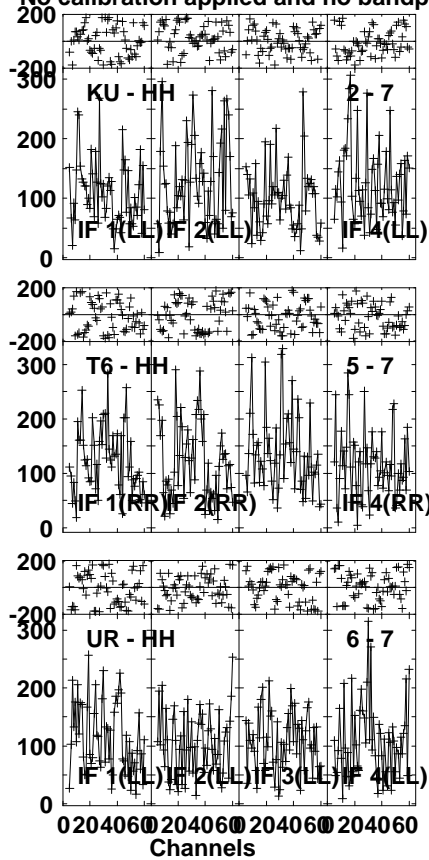 No calibration applied and no bandp
200
-200
300
200
100
0
KU - HH 2 - 7
IF 1(LL) IF 2(LL) IF 4(LL)
200
-200
300
200
100
0
T6 - HH 5 - 7
IF 1(RR) IF 2(RR) IF 4(RR)
200
-200
300
200
100
0
UR - HH 6 - 7
IF 1(LL) IF 2(LL) IF 3(LL) IF 4(LL)
0 20 40 60 0 20 40 60 0 20 40 60 0 20 40 60
Channels